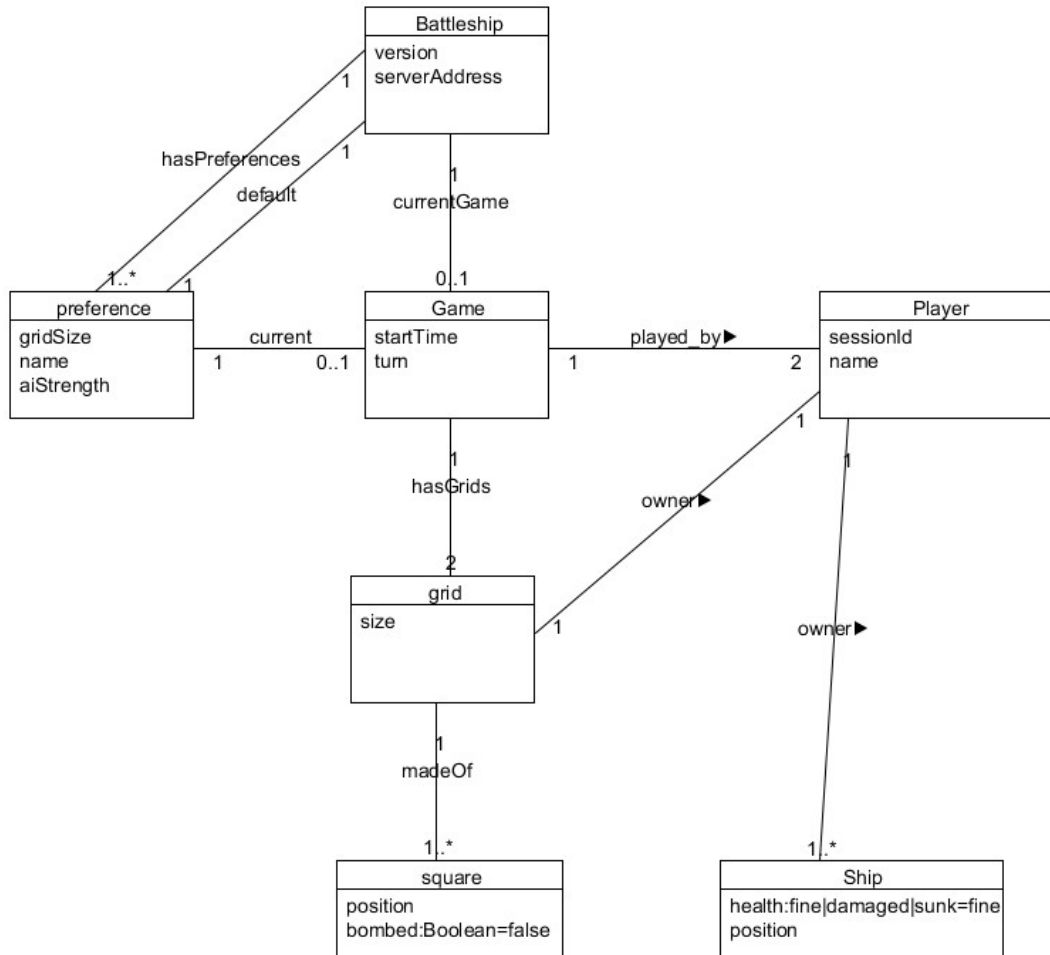 Battleship
version
serverAddress
1
1
hasPreferences
default
1
currentGame
1..*
1
0..1
preference
gridSize
name
aiStrength
current
1
0..1
Game
startTime
turn
played_by►
1
2
Player
sessionId
name
1
hasGrids
1
1
owner►
2
grid
size
1
owner►
1
madeOf
1..*
1..*
square
position
bombed:Boolean=false
Ship
health:fine|damaged|sunk=fine
position